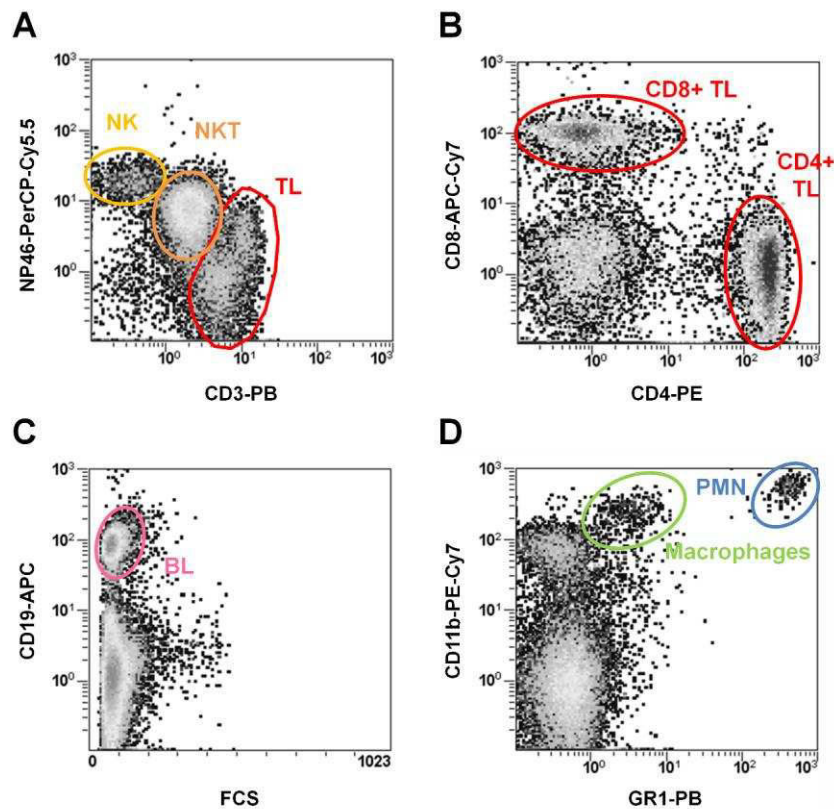 A
10³
10²
10¹
10⁰
NP46-PerCP-Cy5.5
NK
NKT
TL
10⁰ 10¹ 10² 10³
CD3-PB
B
10³
10²
10¹
10⁰
CD8-APC-Cy7
CD8+ TL
CD4+
TL
10⁰ 10¹ 10² 10³
CD4-PE
C
10³
10²
10¹
10⁰
CD19-APC
BL
0 1023
FCS
D
10³
10²
10¹
10⁰
CD11b-PE-Cy7
PMN
Macrophages
10⁰ 10¹ 10² 10³
GR1-PB